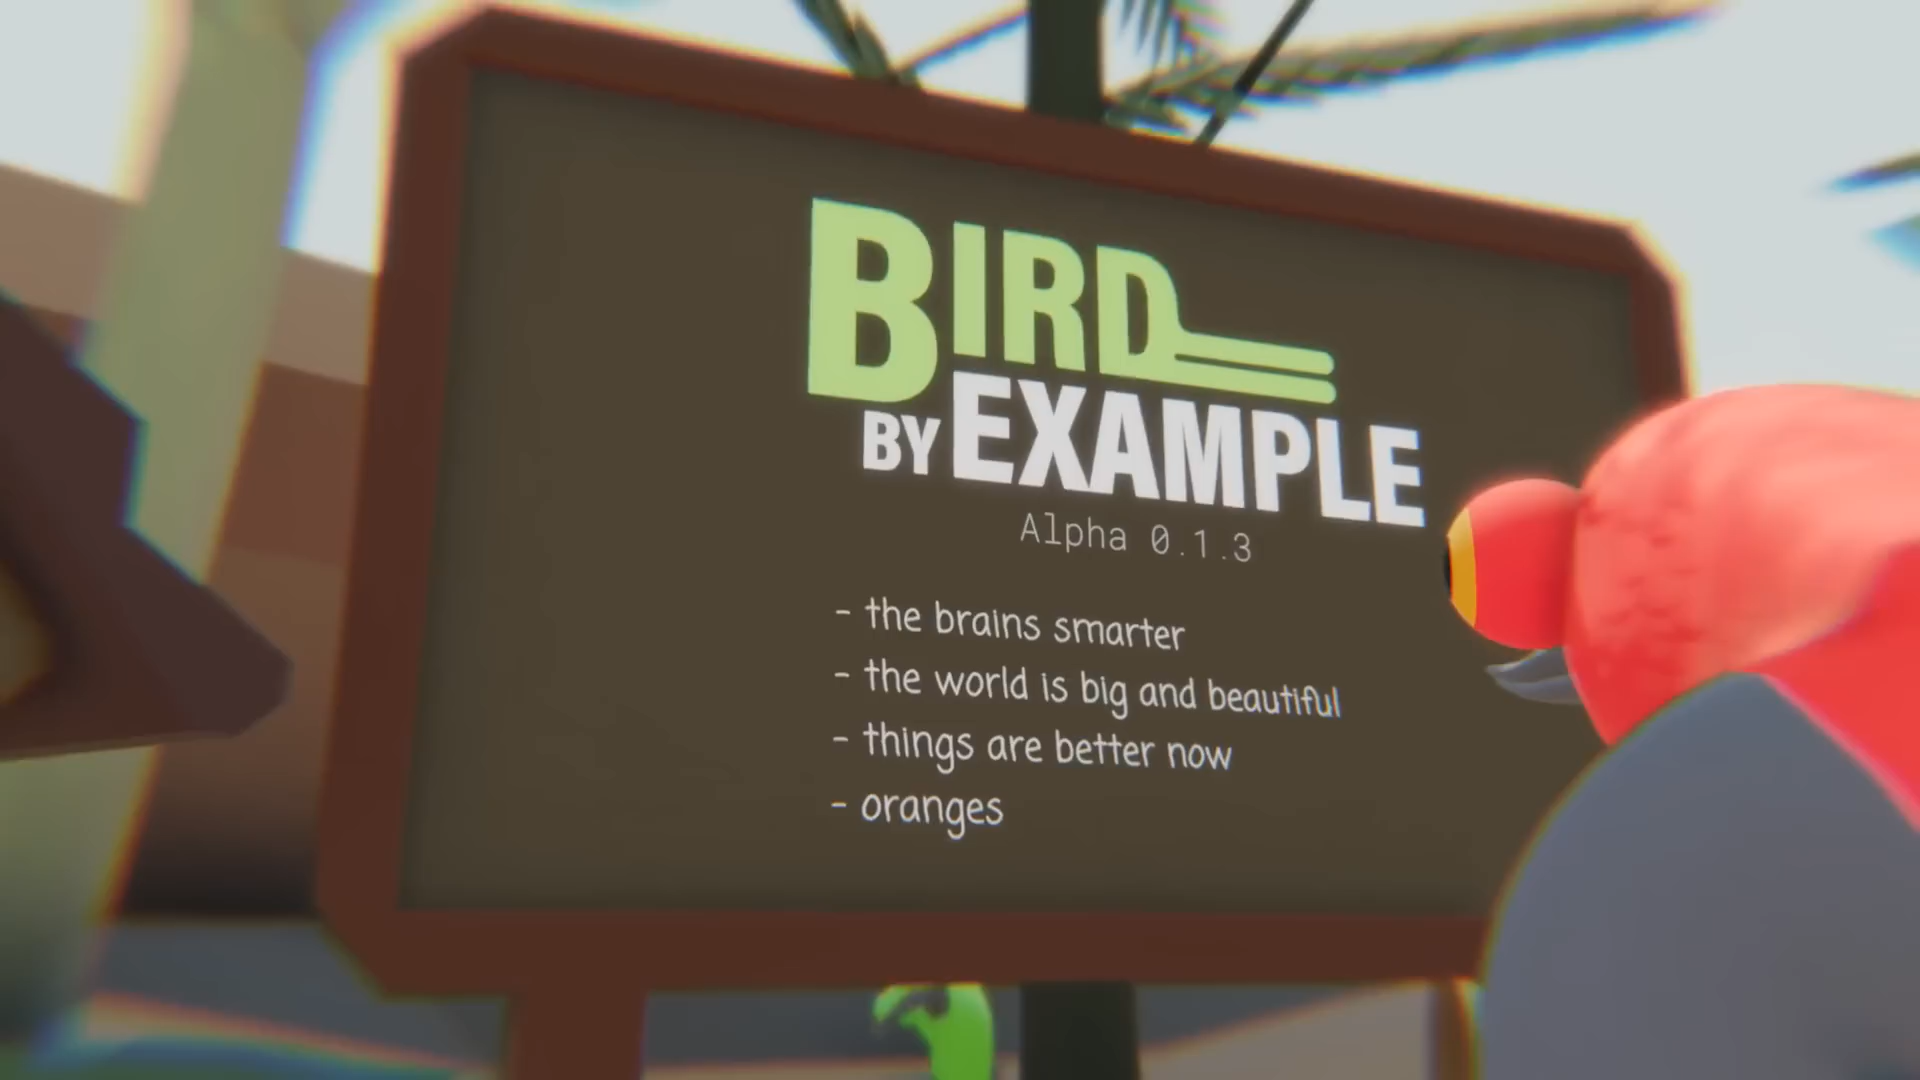 BIRD
BY EXAMPLE
Alpha 0.1.3
- the brains smarter
- the world is big and beautiful
- things are better now
- oranges